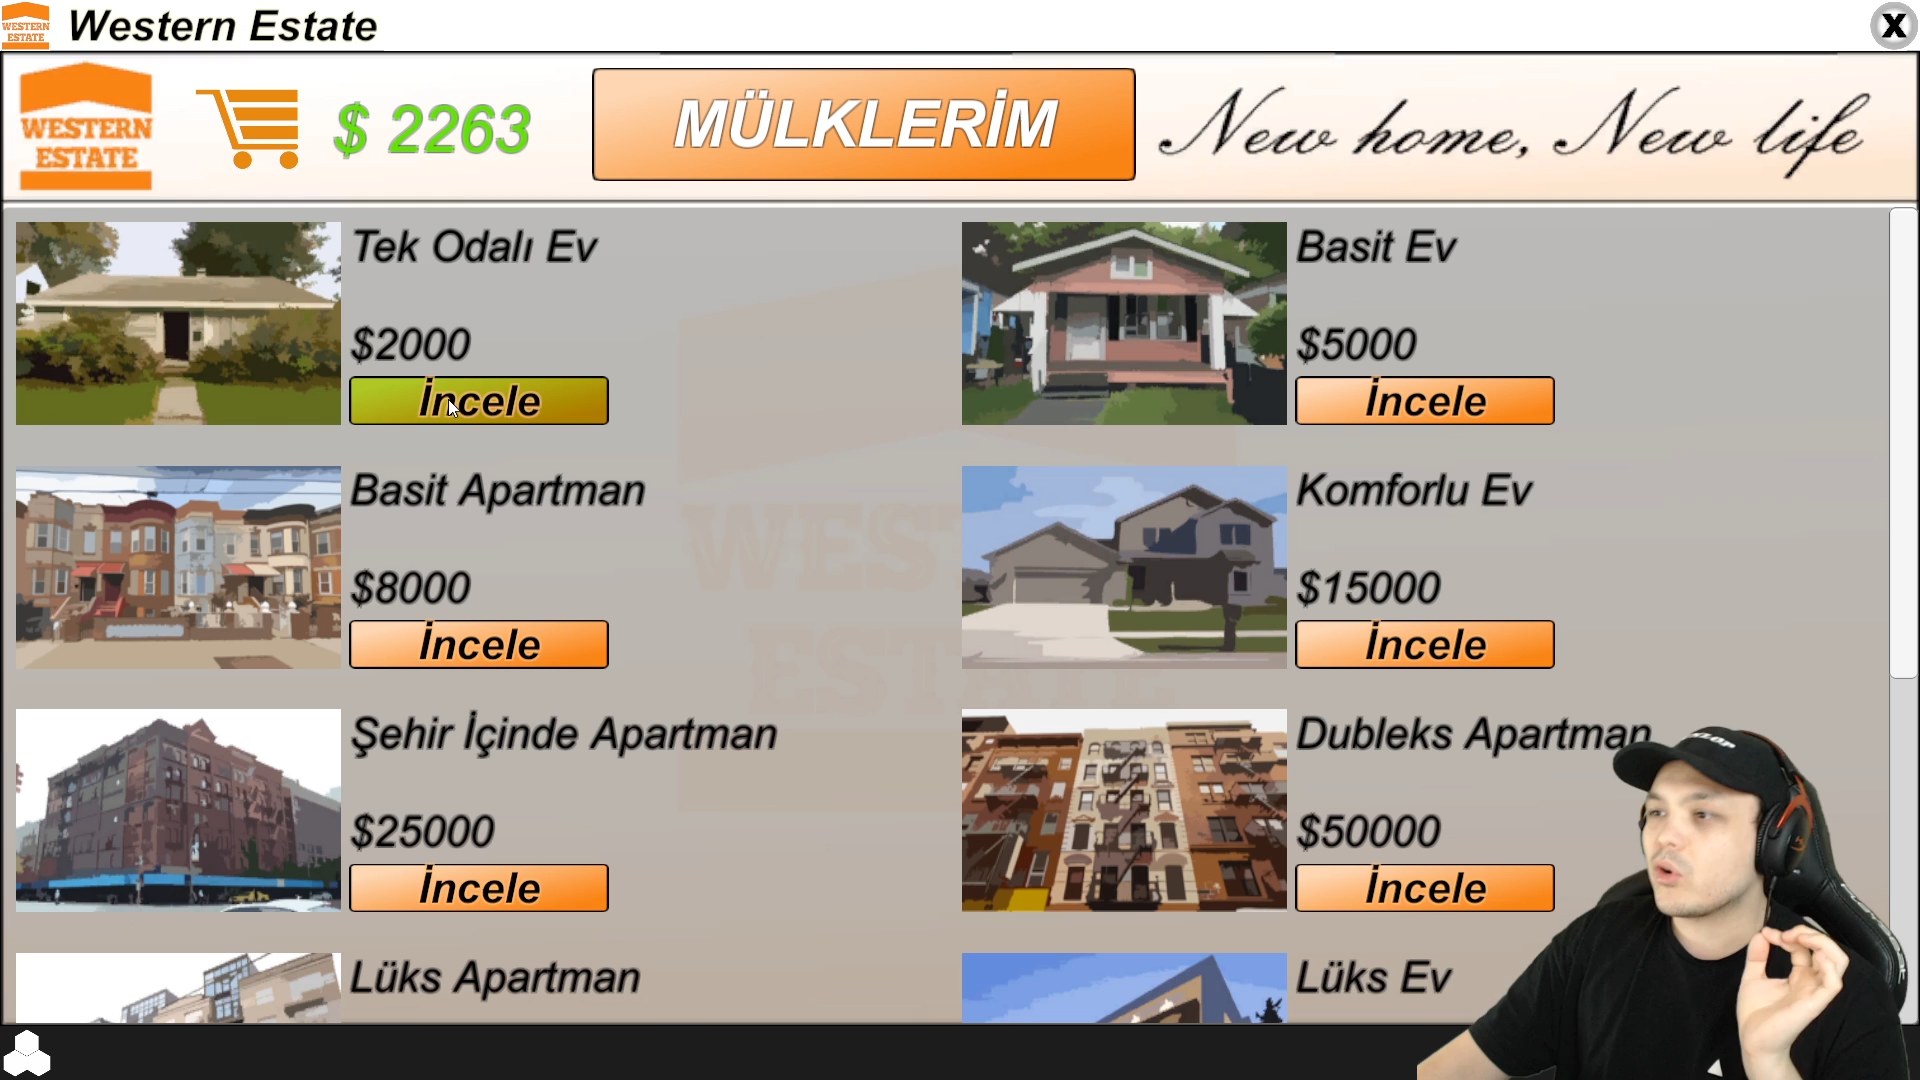 WESTERN
ESTATE
Western Estate
X
WESTERN
ESTATE
$ 2263
MÜLKLERİM
New home, New life
Tek Odalı Ev
$2000
İncele
Basit Ev
$5000
İncele
Basit Apartman
$8000
İncele
Komforlu Ev
$15000
İncele
Şehir İçinde Apartman
$25000
İncele
Dubleks Apartman
$50000
İncele
Lüks Apartman
Lüks Ev